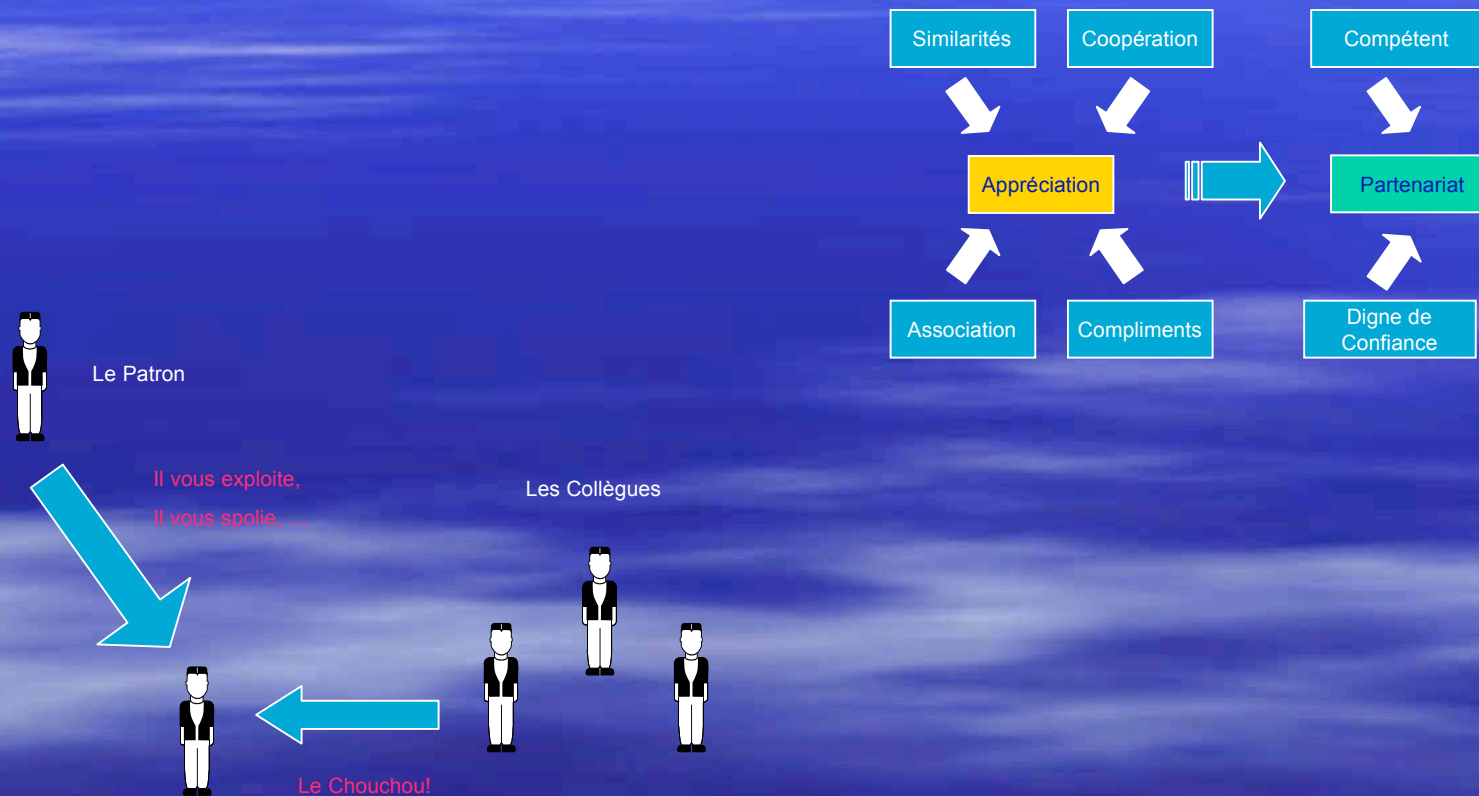 Similarités
Coopération
Compétent
Appréciation
Partenariat
Association
Compliments
Digne de
Confiance
Le Patron
Il vous exploite,
Il vous spolie. …
Les Collègues
Le Chouchou!